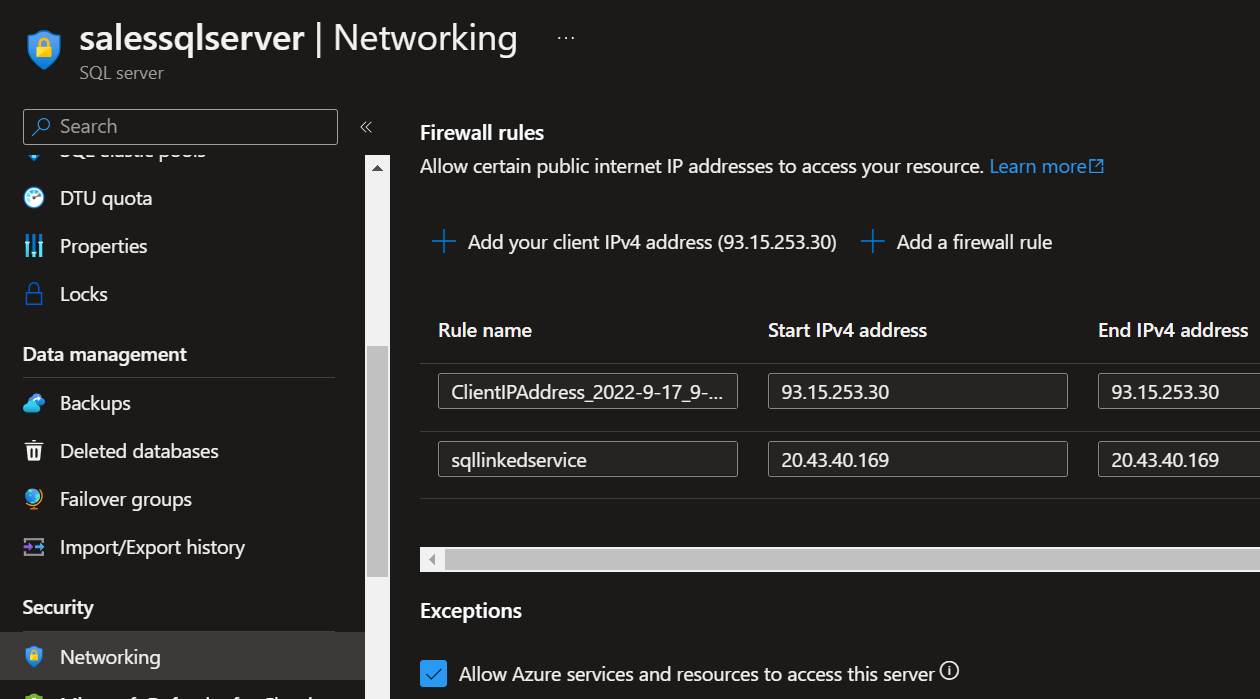 salessqlserver | Networking ...
SQL server
Search «
SQL elastic pools
DTU quota
Properties
Locks
Data management
Backups
Deleted databases
Failover groups
Import/Export history
Security
Networking
Firewall rules
Allow certain public internet IP addresses to access your resource. Learn more
Add your client IPv4 address (93.15.253.30) Add a firewall rule
Rule name Start IPv4 address End IPv4 address
ClientIPAddress_2022-9-17_9-... 93.15.253.30 93.15.253.30
sqllinkedservice 20.43.40.169 20.43.40.169
Exceptions
Allow Azure services and resources to access this server